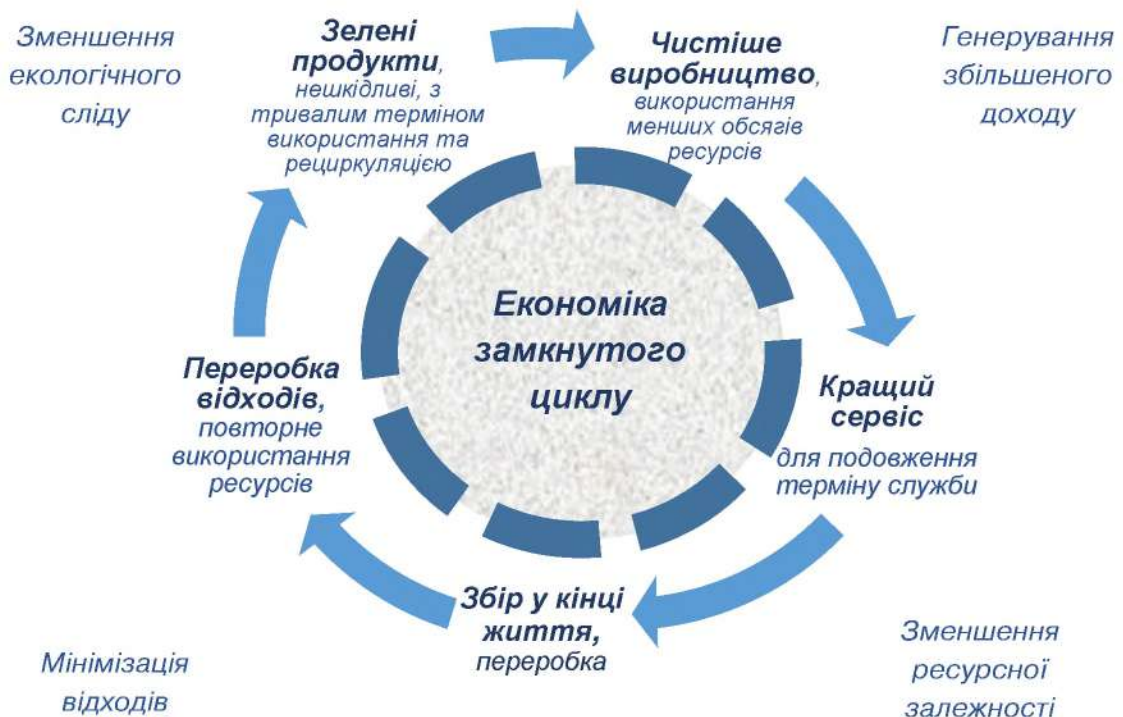 Зменшення
екологічного
сліду
Зелені
продукти,
нешкідливі, з
тривалим терміном
використання та
рециркуляцією
Чистіше
виробництво,
використання
менших обсягів
ресурсів
Генерування
збільшеного
доходу
Економіка
замкнутого
циклу
Переробка
відходів,
повторне
використання
ресурсів
Кращий
сервіс
для подовження
терміну служби
Збір у кінці
життя,
переробка
Мінімізація
відходів
Зменшення
ресурсної
залежності